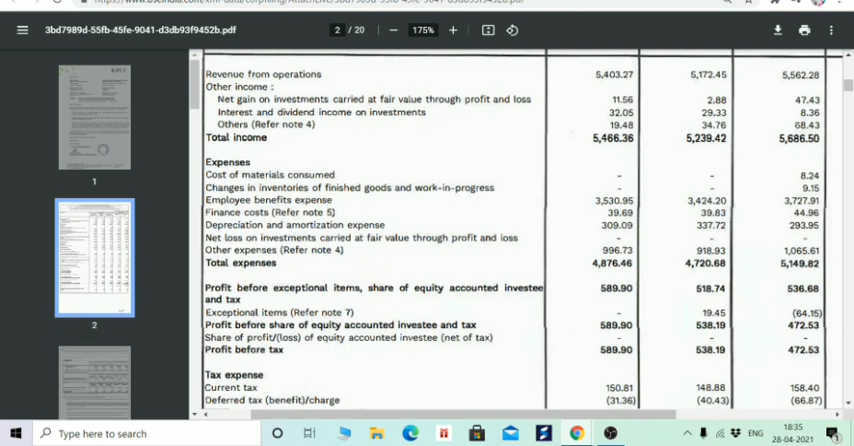 3bd7989d-55fb-45fe-9041-d3db93f9452b.pdf
2 / 20
175%
Revenue from operations 5,403.27 5,172.45 5,562.28
Other income :
Net gain on investments carried at fair value through profit and loss 11.56 2.88 47.43
Interest and dividend income on investments 32.05 29.33 8.36
Others (Refer note 4) 19.48 34.76 68.43
Total income 5,466.36 5,239.42 5,686.50
Expenses
Cost of materials consumed - - 8.24
Changes in inventories of finished goods and work-in-progress - - 9.15
Employee benefits expense 3,530.95 3,424.20 3,727.91
Finance costs (Refer note 5) 39.69 39.83 44.96
Depreciation and amortization expense 309.09 337.72 293.95
Net loss on investments carried at fair value through profit and loss - - -
Other expenses (Refer note 4) 996.73 918.93 1,065.61
Total expenses 4,876.46 4,720.68 5,149.82
Profit before exceptional items, share of equity accounted investee 589.90 518.74 536.68
and tax
Exceptional items (Refer note 7) - 19.45 (64.15)
Profit before share of equity accounted investee and tax 589.90 538.19 472.53
Share of profit/(loss) of equity accounted investee (net of tax) - - -
Profit before tax 589.90 538.19 472.53
Tax expense
Current tax 150.81 148.88 158.40
Deferred tax (benefit)/charge (31.36) (40.43) (66.87)
1
2
Type here to search
ENG
18:35
28-04-2021